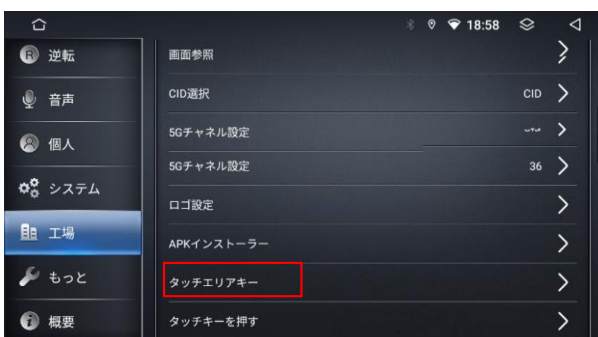 18:58
R 逆転
音声
個人
システム
工場
もっと
概要
画面参照
CID選択 CID
5Gチャネル設定
5Gチャネル設定 36
ロゴ設定
APKインストーラー
タッチエリアキー
タッチキーを押す